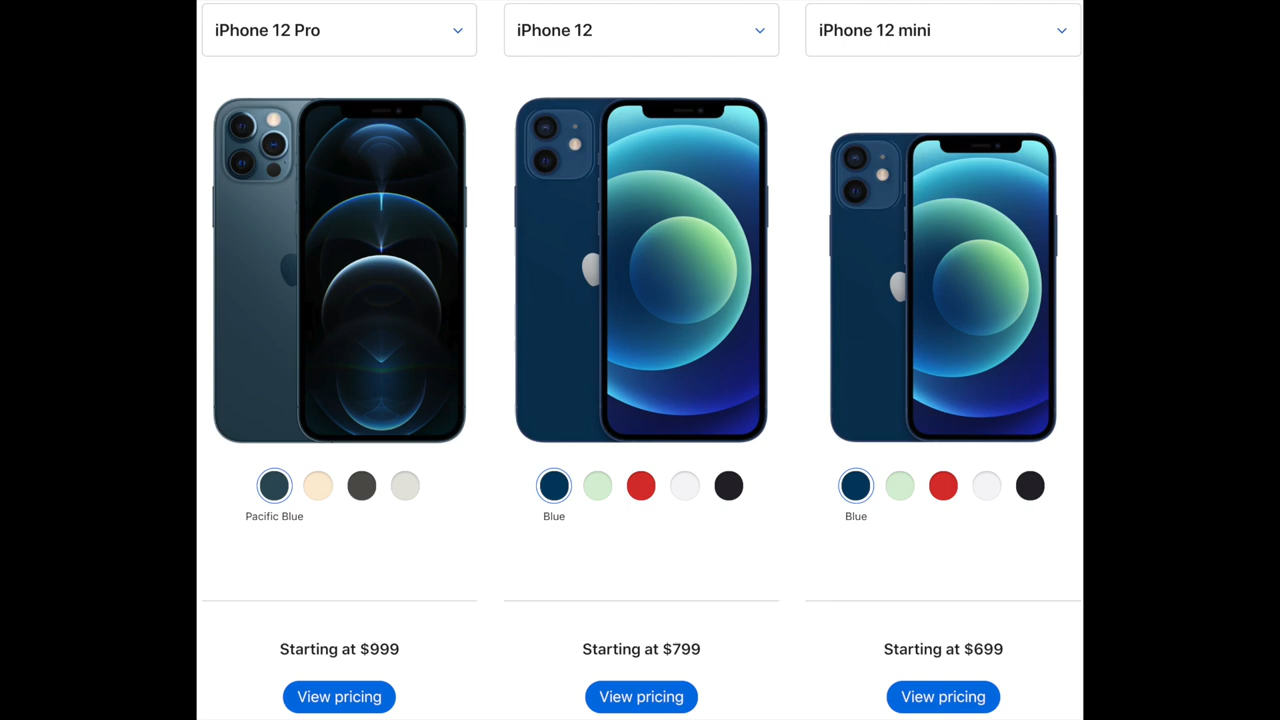 iPhone 12 Pro
iPhone 12
iPhone 12 mini
Pacific Blue
Blue
Blue
Starting at $999
Starting at $799
Starting at $699
View pricing
View pricing
View pricing